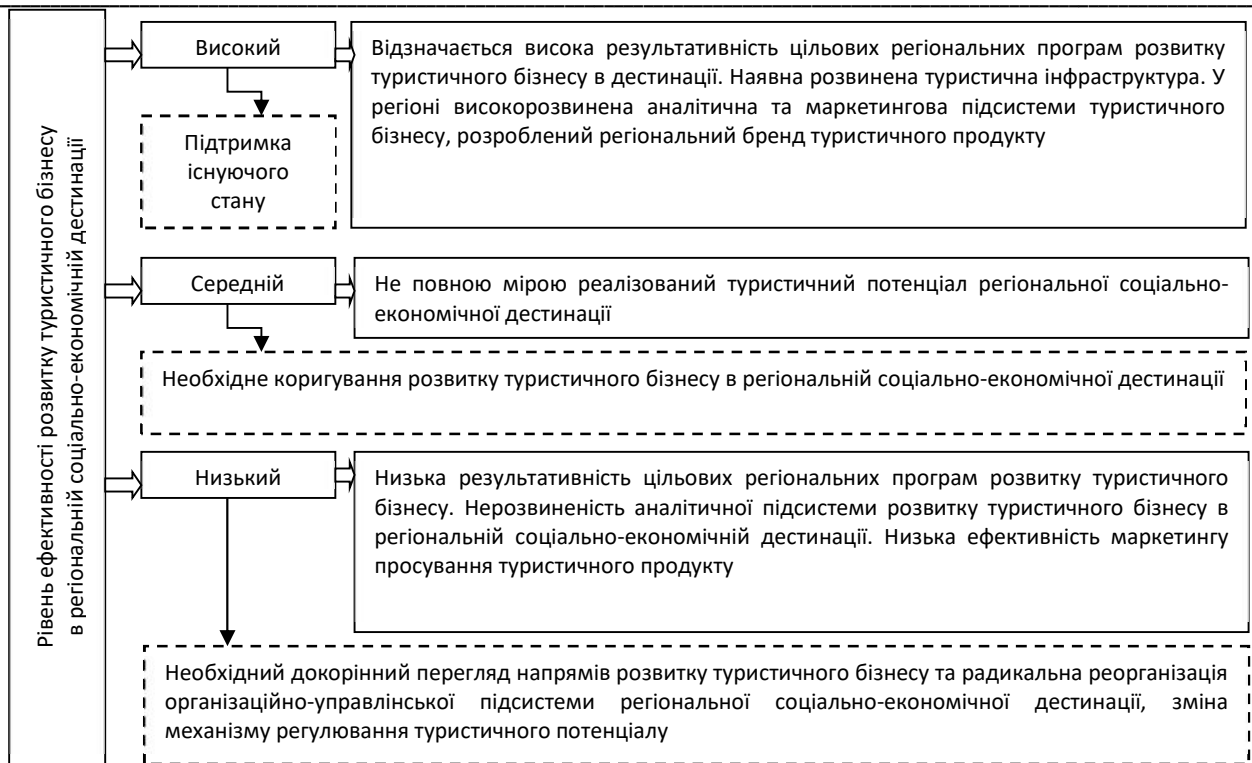 Рівень ефективності розвитку туристичного бізнесу
в регіональній соціально-економічній дестинації
Високий
Відзначається висока результативність цільових регіональних програм розвитку
туристичного бізнесу в дестинації. Наявна розвинена туристична інфраструктура. У
регіоні високорозвинена аналітична та маркетингова підсистеми туристичного
бізнесу, розроблений регіональний бренд туристичного продукту
Підтримка
існуючого
стану
Середній
Не повною мірою реалізований туристичний потенціал регіональної соціально-
економічної дестинації
Необхідне коригування розвитку туристичного бізнесу в регіональній соціально-економічної дестинації
Низький
Низька результативність цільових регіональних програм розвитку туристичного
бізнесу. Нерозвиненість аналітичної підсистеми розвитку туристичного бізнесу в
регіональній соціально-економічній дестинації. Низька ефективність маркетингу
просування туристичного продукту
Необхідний докорінний перегляд напрямів розвитку туристичного бізнесу та радикальна реорганізація
організаційно-управлінської підсистеми регіональної соціально-економічної дестинації, зміна
механізму регулювання туристичного потенціалу